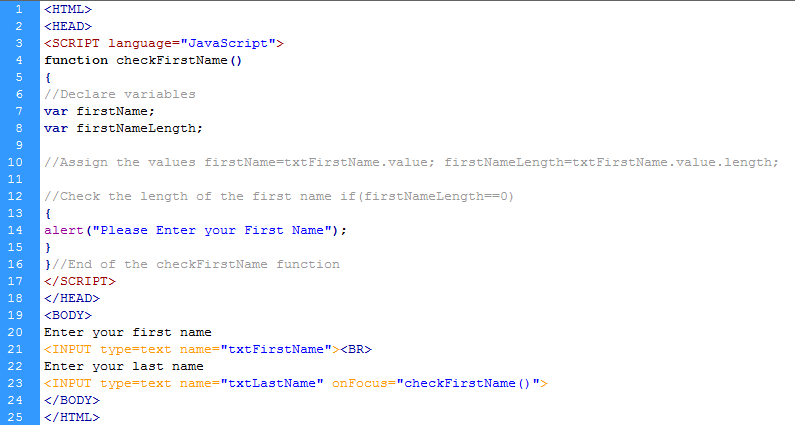 1 <HTML>
2 <HEAD>
3 <SCRIPT language="JavaScript">
4 function checkFirstName()
5 {
6 //Declare variables
7 var firstName;
8 var firstNameLength;
9
10 //Assign the values firstName=txtFirstName.value; firstNameLength=txtFirstName.value.length;
11
12 //Check the length of the first name if(firstNameLength==0)
13 {
14 alert("Please Enter your First Name");
15 }
16 }//End of the checkFirstName function
17 </SCRIPT>
18 </HEAD>
19 <BODY>
20 Enter your first name
21 <INPUT type=text name="txtFirstName"><BR>
22 Enter your last name
23 <INPUT type=text name="txtLastName" onFocus="checkFirstName()">
24 </BODY>
25 </HTML>